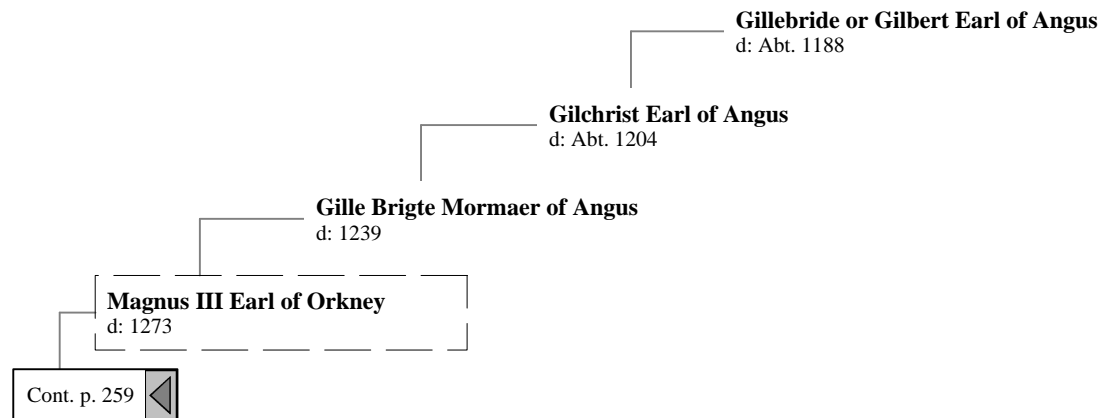 Gillebride or Gilbert Earl of Angus
d: Abt. 1188
Gilchrist Earl of Angus
d: Abt. 1204
Gille Brigte Mormaer of Angus
d: 1239
Magnus III Earl of Orkney
d: 1273
Cont. p. 259